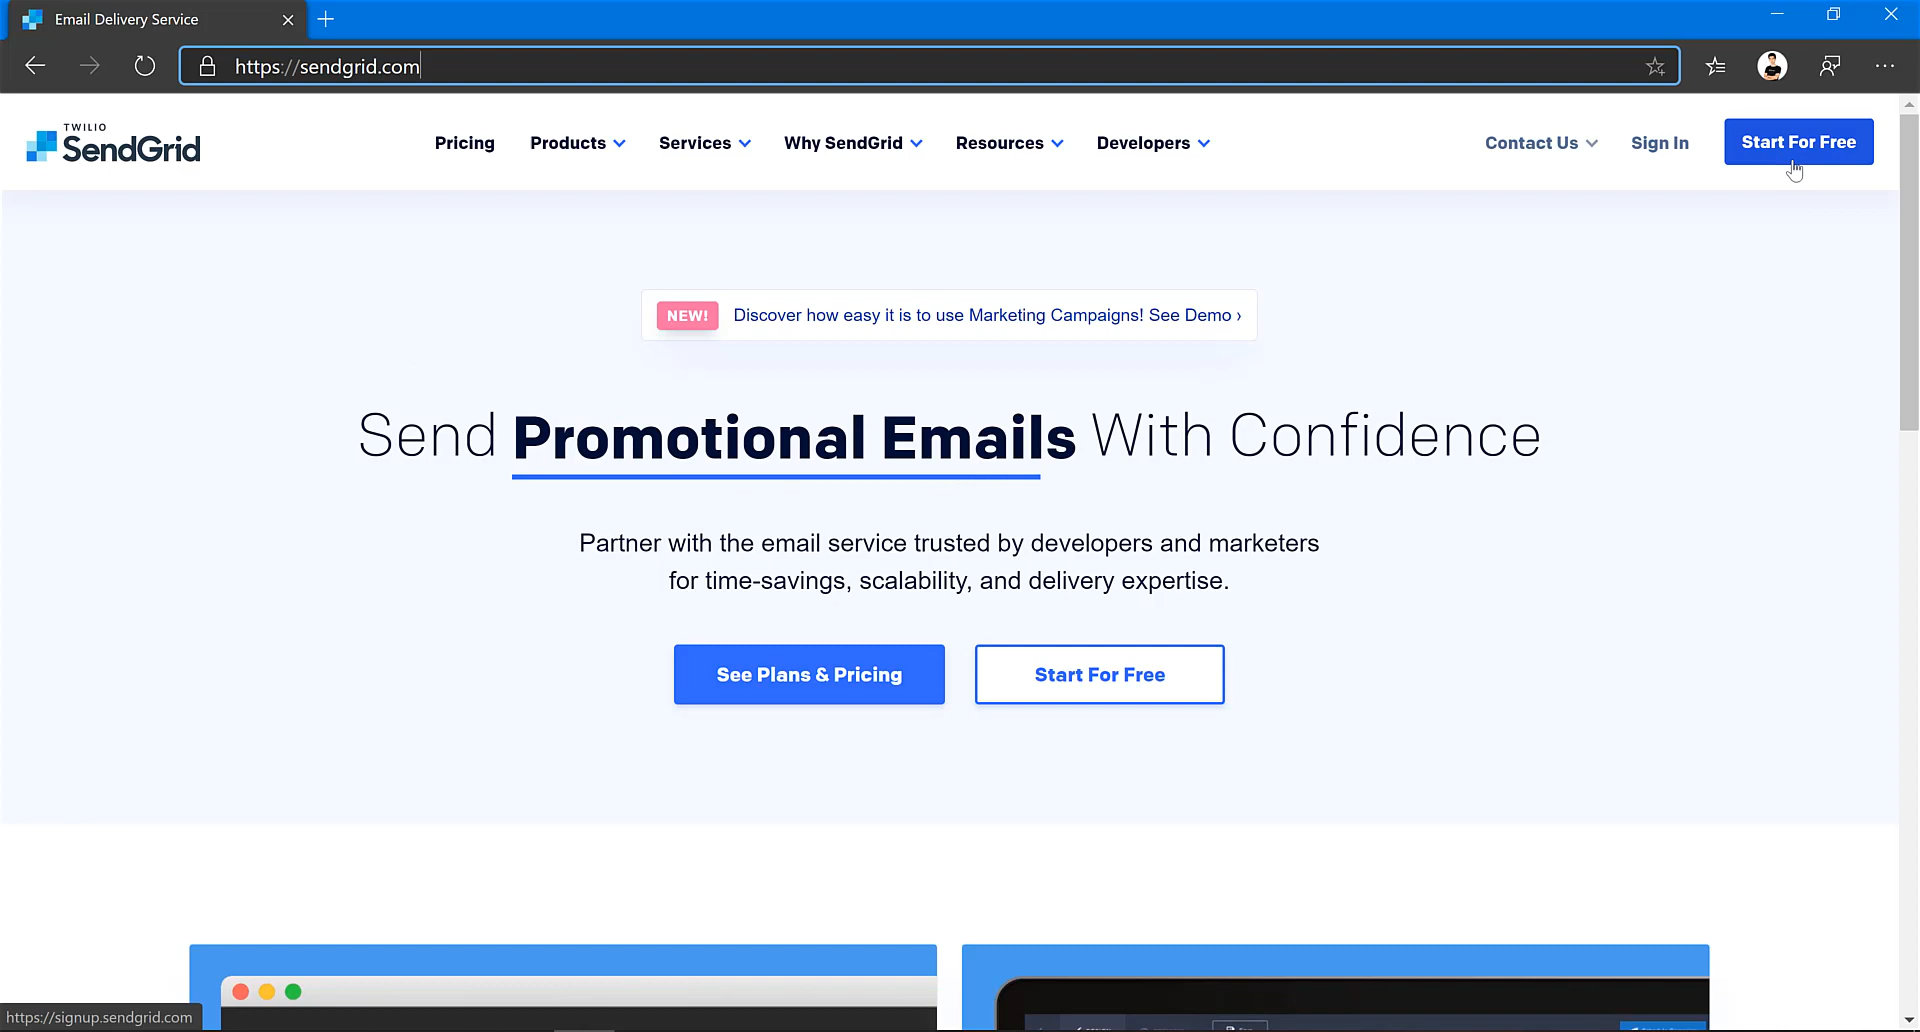 Email Delivery Service
https://sendgrid.com
TWILIO
SendGrid
Pricing
Products
Services
Why SendGrid
Resources
Developers
Contact Us
Sign In
Start For Free
NEW! Discover how easy it is to use Marketing Campaigns! See Demo ›
Send Promotional Emails With Confidence
Partner with the email service trusted by developers and marketers
for time-savings, scalability, and delivery expertise.
See Plans & Pricing
Start For Free
https://signup.sendgrid.com